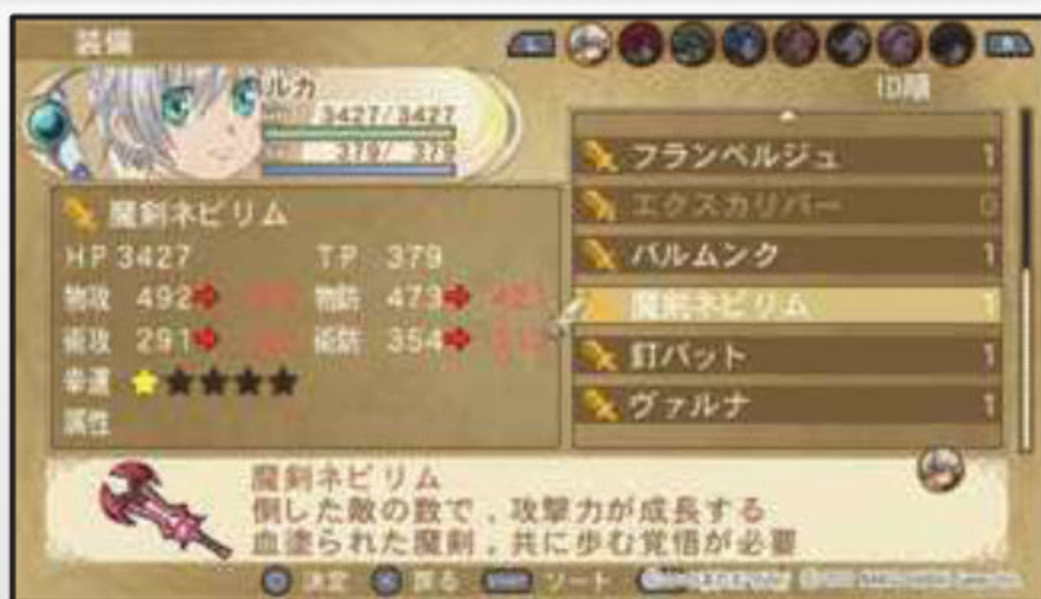 装備
ID順
ルカ
3427/3427
379/ 379
魔剣ネビリム
HP 3427 TP 379
物攻 492 物防 473
術攻 291 術防 354
幸運
属性
フランベルジュ 1
エクスカリバー 0
バルムンク 1
魔剣ネビリム 1
釘バット 1
ヴァルナ 1
魔剣ネビリム
倒した敵の数で，攻撃力が成長する
血塗られた魔剣，共に歩む覚悟が必要
決定 戻る ソート